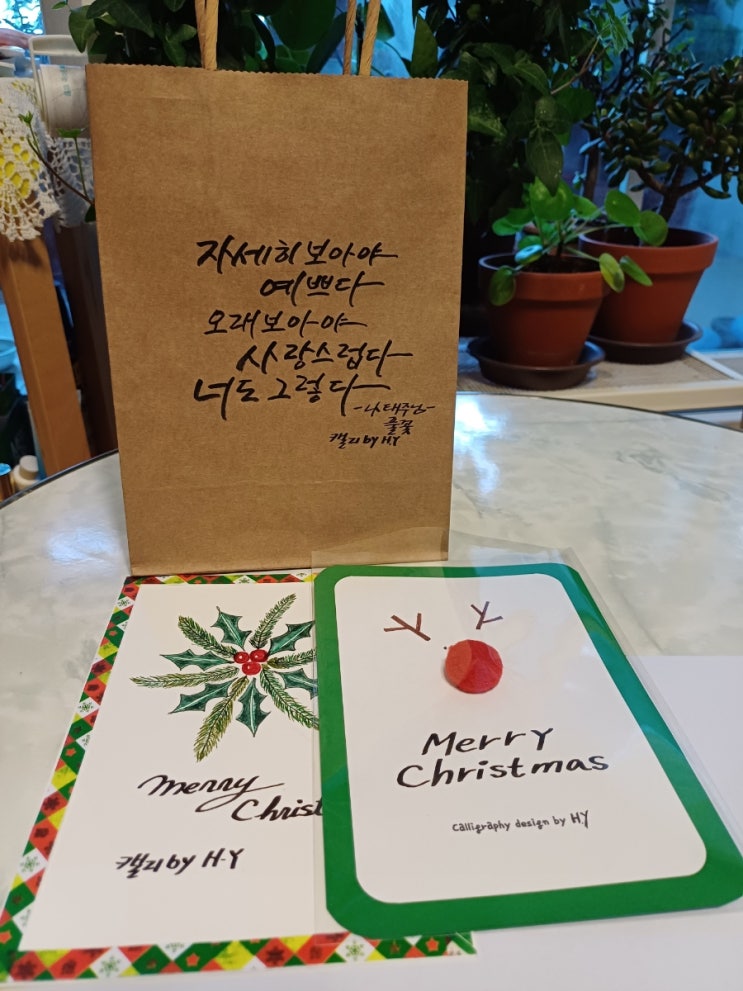 자세히 보아야
예쁘다
오래 보아야
사랑스럽다
너도 그렇다
-나태주님-
풀꽃
캘리 by H.Y
merry
Christ
캘리 by H.Y
Merry
Christmas
calligraphy design by HY